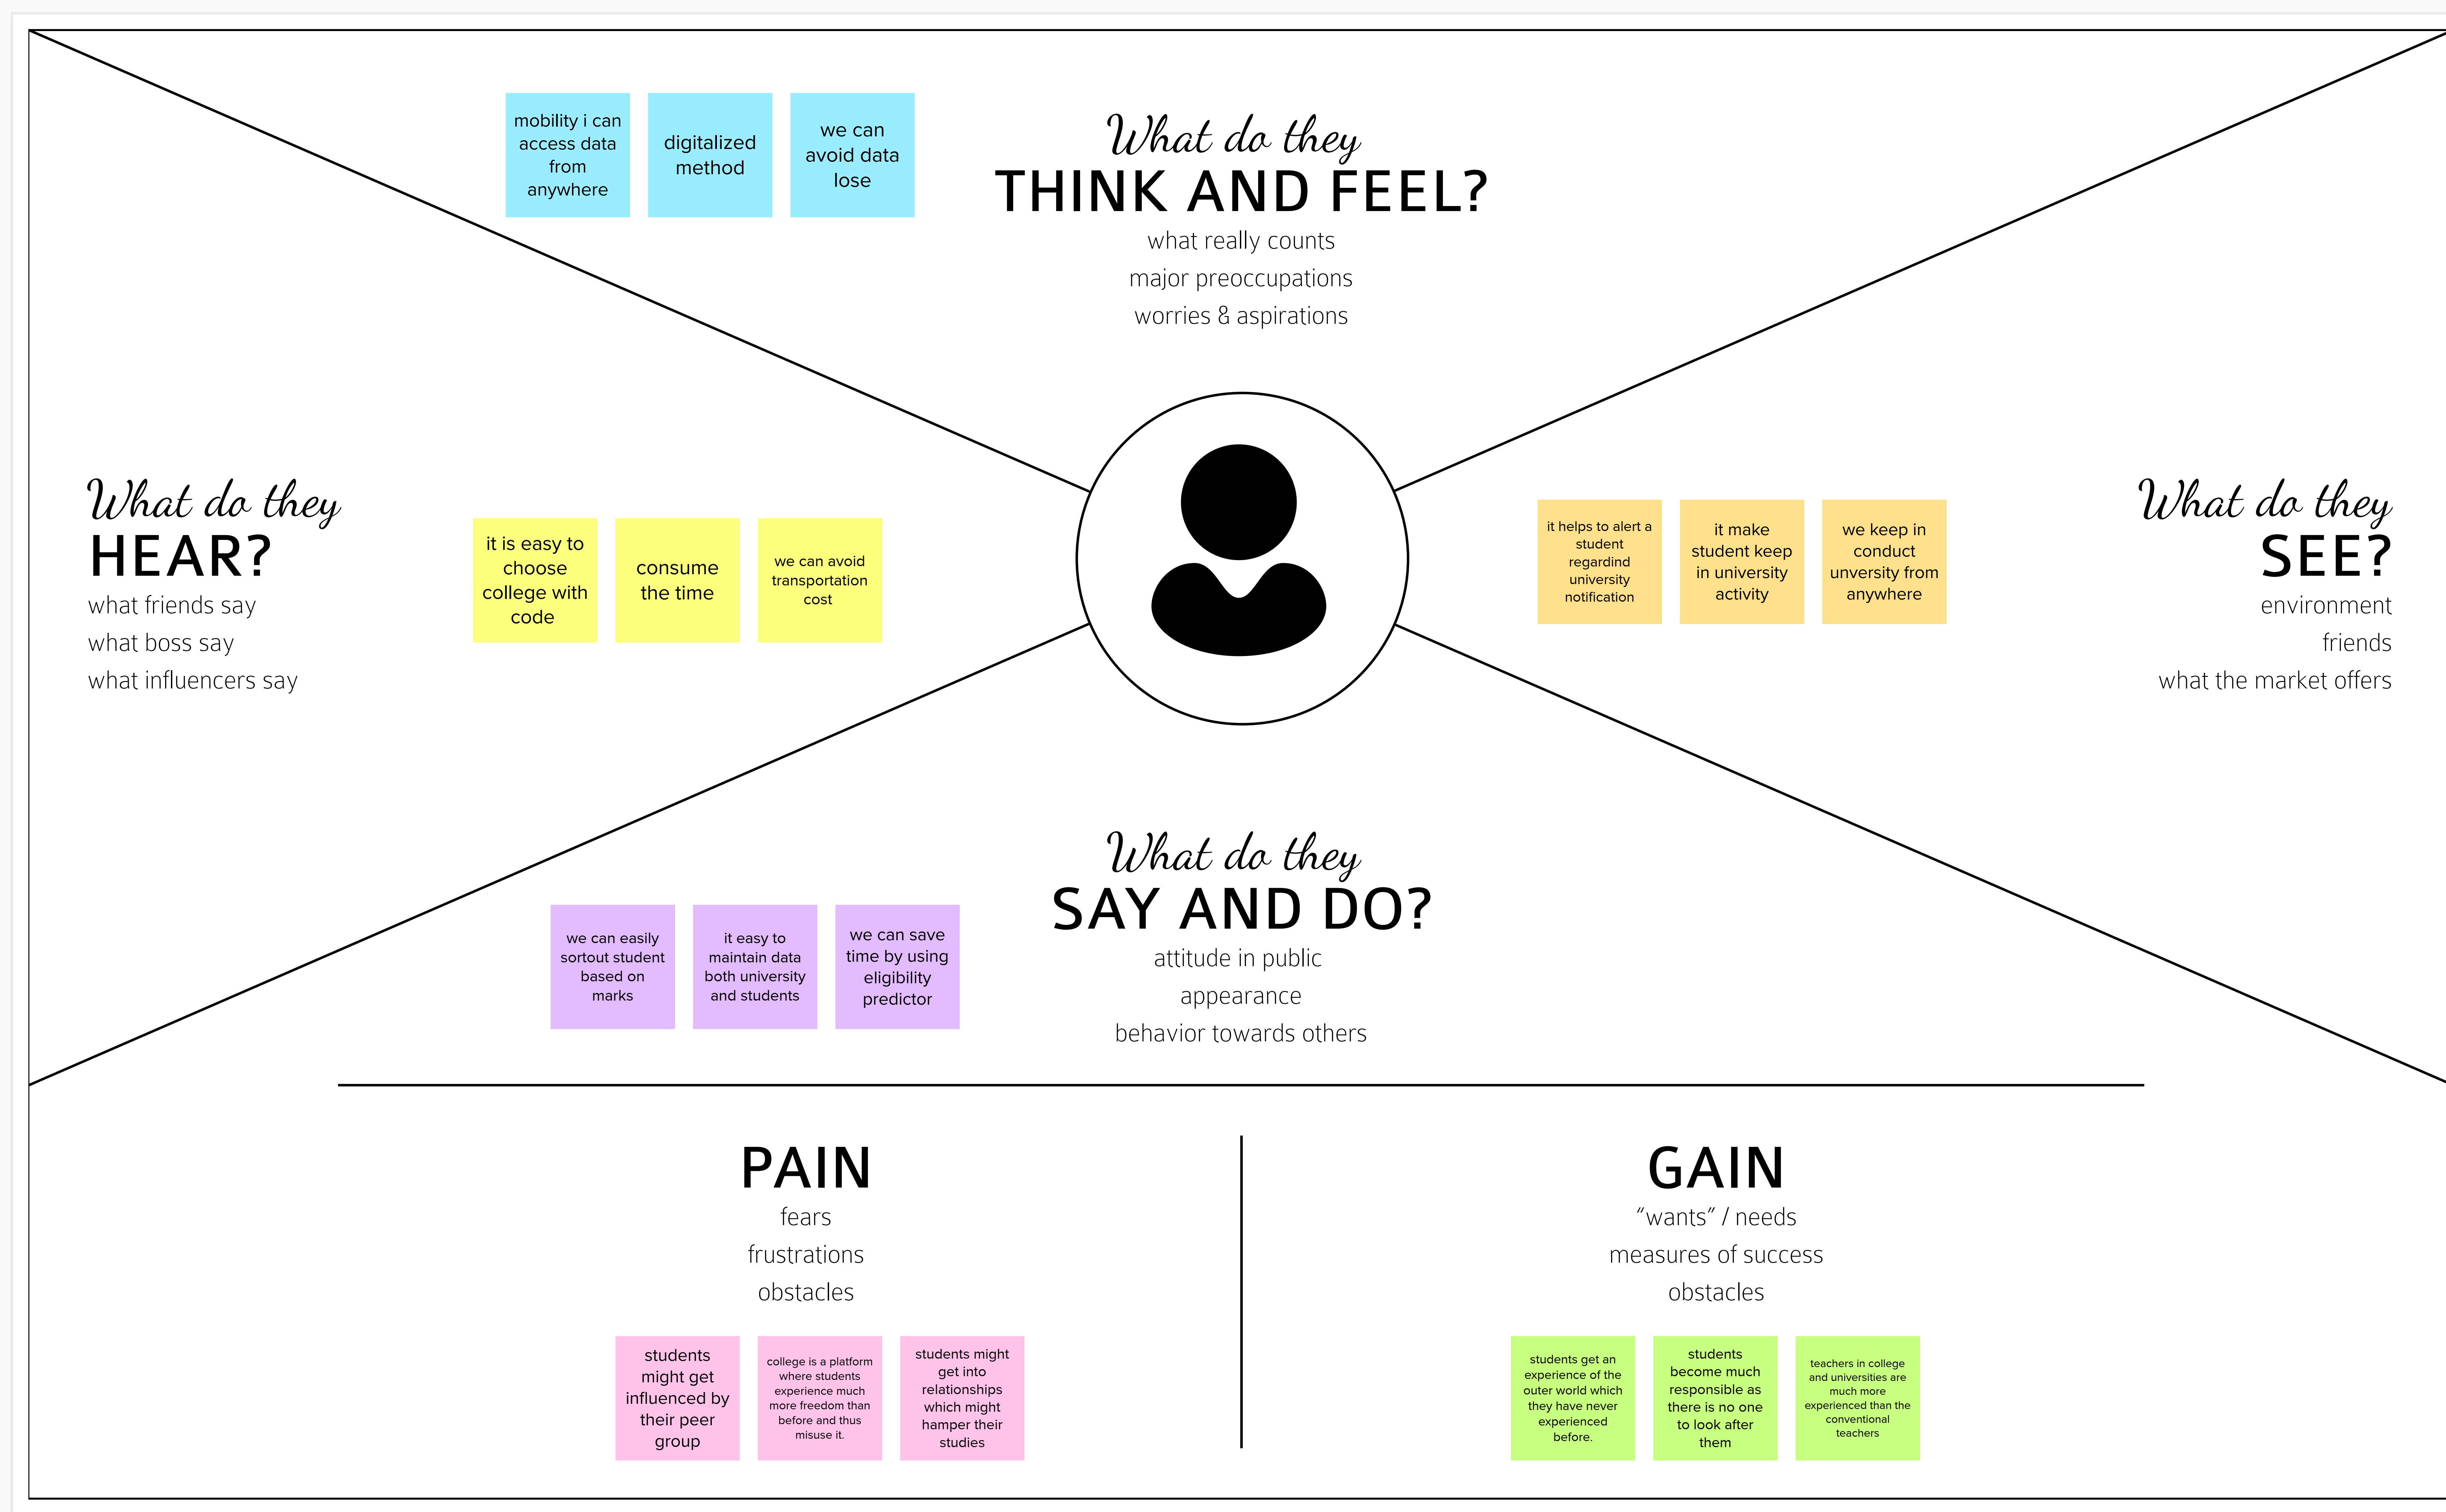 mobility i can
access data
from
anywhere
digitalized
method
we can
avoid data
lose
What do they
THINK AND FEEL?
what really counts
major preoccupations
worries & aspirations
What do they
HEAR?
what friends say
what boss say
what influencers say
it is easy to
choose
college with
code
consume
the time
we can avoid
transportation
cost
it helps to alert a
student
regardind
university
notification
it make
student keep
in university
activity
we keep in
conduct
unversity from
anywhere
What do they
SEE?
environment
friends
what the market offers
What do they
SAY AND DO?
attitude in public
appearance
behavior towards others
we can easily
sortout student
based on
marks
it easy to
maintain data
both university
and students
we can save
time by using
eligibility
predictor
PAIN
fears
frustrations
obstacles
students
might get
influenced by
their peer
group
college is a platform
where students
experience much
more freedom than
before and thus
misuse it.
students might
get into
relationships
which might
hamper their
studies
GAIN
“wants” / needs
measures of success
obstacles
students get an
experience of the
outer world which
they have never
experienced
before.
students
become much
responsible as
there is no one
to look after
them
teachers in college
and universities are
much more
experienced than the
conventional
teachers